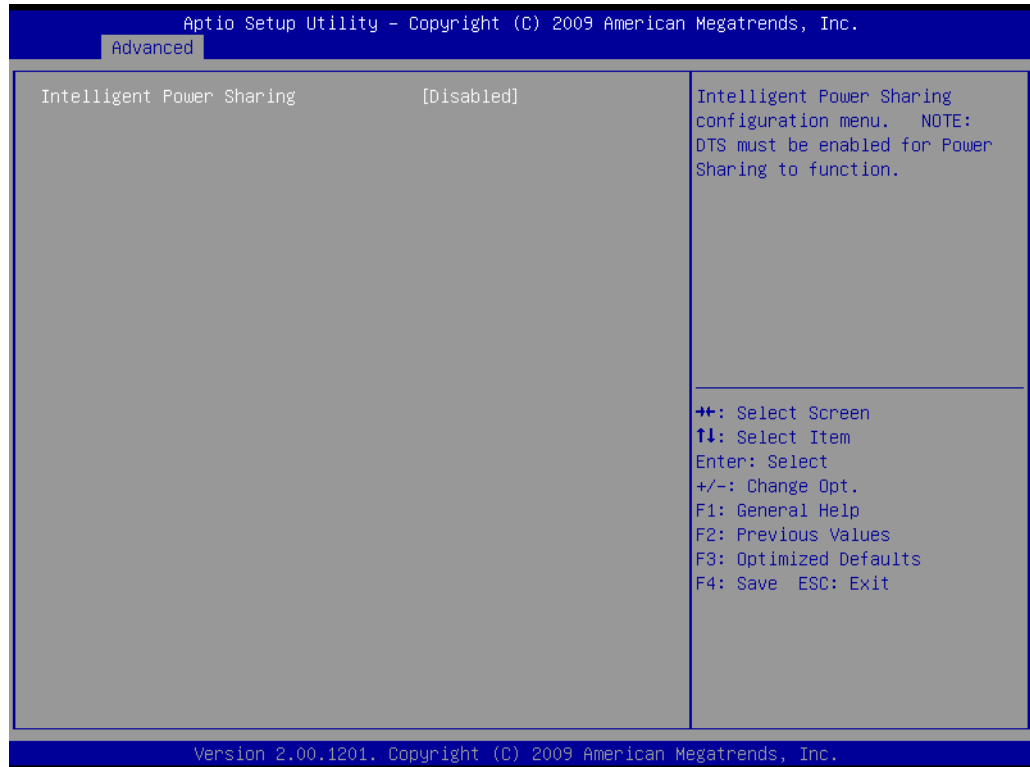 Aptio Setup Utility – Copyright (C) 2009 American Megatrends, Inc.
Advanced
Intelligent Power Sharing [Disabled]
Intelligent Power Sharing
configuration menu. NOTE:
DTS must be enabled for Power
Sharing to function.
→←: Select Screen
↑↓: Select Item
Enter: Select
+/-: Change Opt.
F1: General Help
F2: Previous Values
F3: Optimized Defaults
F4: Save ESC: Exit
Version 2.00.1201. Copyright (C) 2009 American Megatrends, Inc.